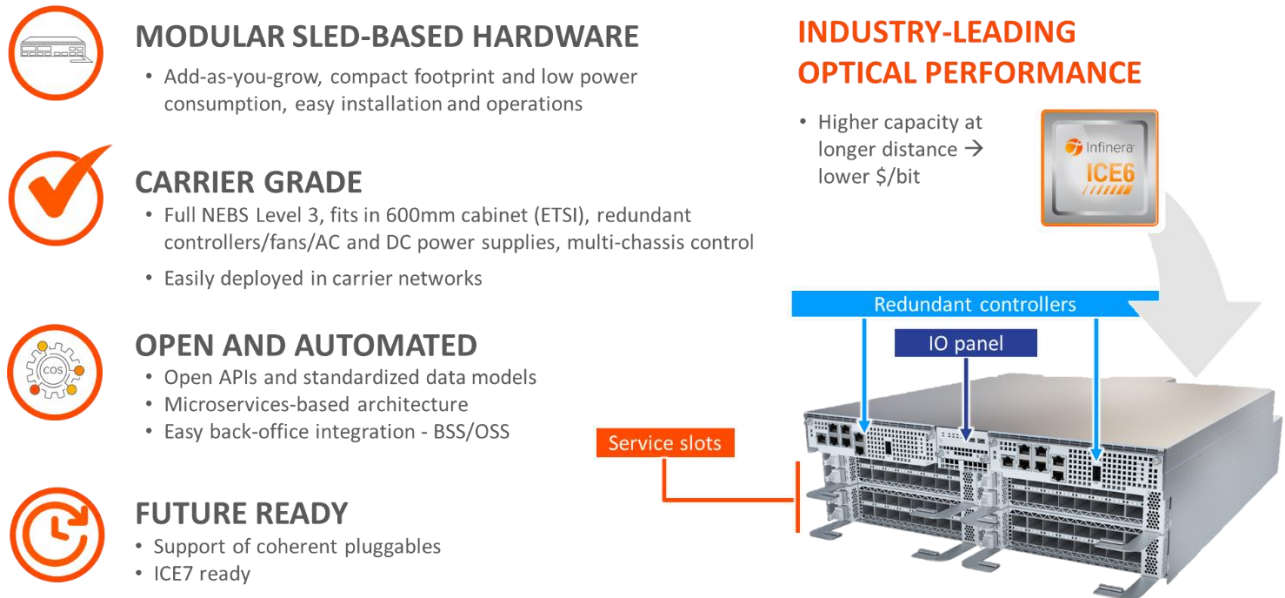 MODULAR SLED-BASED HARDWARE
• Add-as-you-grow, compact footprint and low power
consumption, easy installation and operations
CARRIER GRADE
• Full NEBS Level 3, fits in 600mm cabinet (ETSI), redundant
controllers/fans/AC and DC power supplies, multi-chassis control
• Easily deployed in carrier networks
COS
OPEN AND AUTOMATED
• Open APIs and standardized data models
• Microservices-based architecture
• Easy back-office integration - BSS/OSS
FUTURE READY
• Support of coherent pluggables
• ICE7 ready
INDUSTRY-LEADING
OPTICAL PERFORMANCE
• Higher capacity at
longer distance →
lower $/bit
Infinera
ICE6
Redundant controllers
IO panel
Service slots